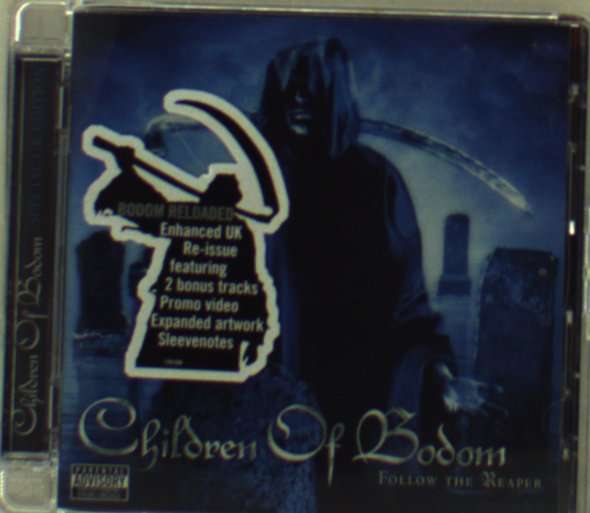 Children Of Bodom
BODOM RELOADED
Enhanced UK
Re-issue
featuring
2 bonus tracks
Promo video
Expanded artwork
Sleevenotes
Children Of Bodom
FOLLOW THE REAPER
PARENTAL
ADVISORY